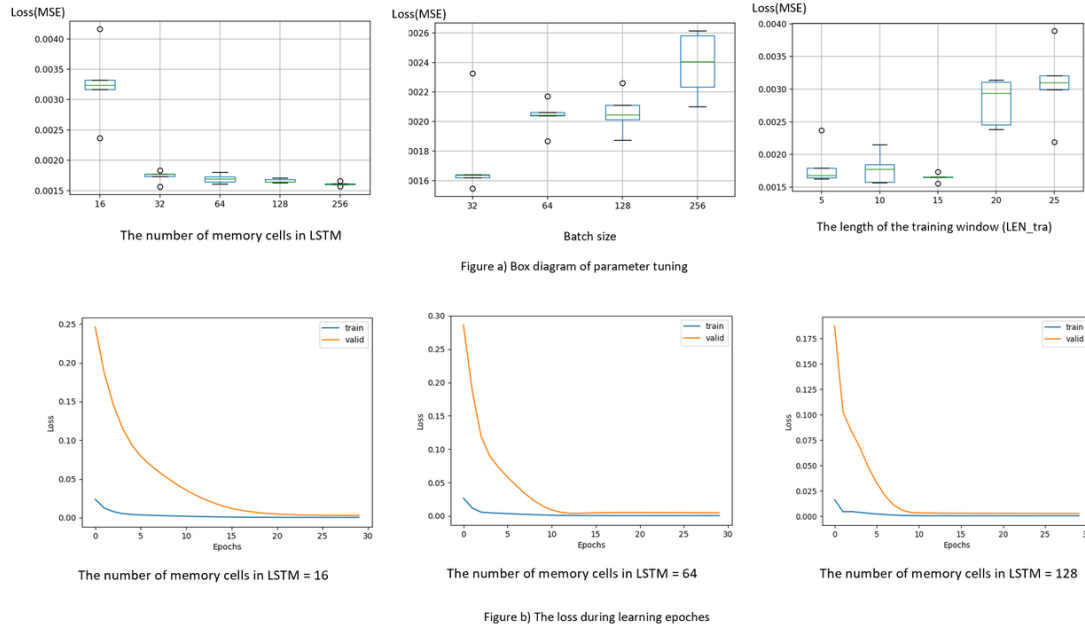 Loss(MSE)
0.0040
0.0035
0.0030
0.0025
0.0020
0.0015
16 32 64 128 256
The number of memory cells in LSTM
Loss(MSE)
0026
0024
0022
0020
0018
0016
32 64 128 256
Batch size
Loss(MSE)
0.0040
0.0035
0.0030
0.0025
0.0020
0.0015
5 10 15 20 25
The length of the training window (LEN_tra)
Figure a) Box diagram of parameter tuning
0.25
0.20
0.15
0.10
0.05
0.00
Loss
train
valid
0 5 10 15 20 25 30
Epochs
The number of memory cells in LSTM = 16
0.30
0.25
0.20
0.15
0.10
0.05
0.00
Loss
train
valid
0 5 10 15 20 25 30
Epochs
The number of memory cells in LSTM = 64
0.175
0.150
0.125
0.100
0.075
0.050
0.025
0.000
Loss
train
valid
0 5 10 15 20 25 30
Epochs
The number of memory cells in LSTM = 128
Figure b) The loss during learning epoches